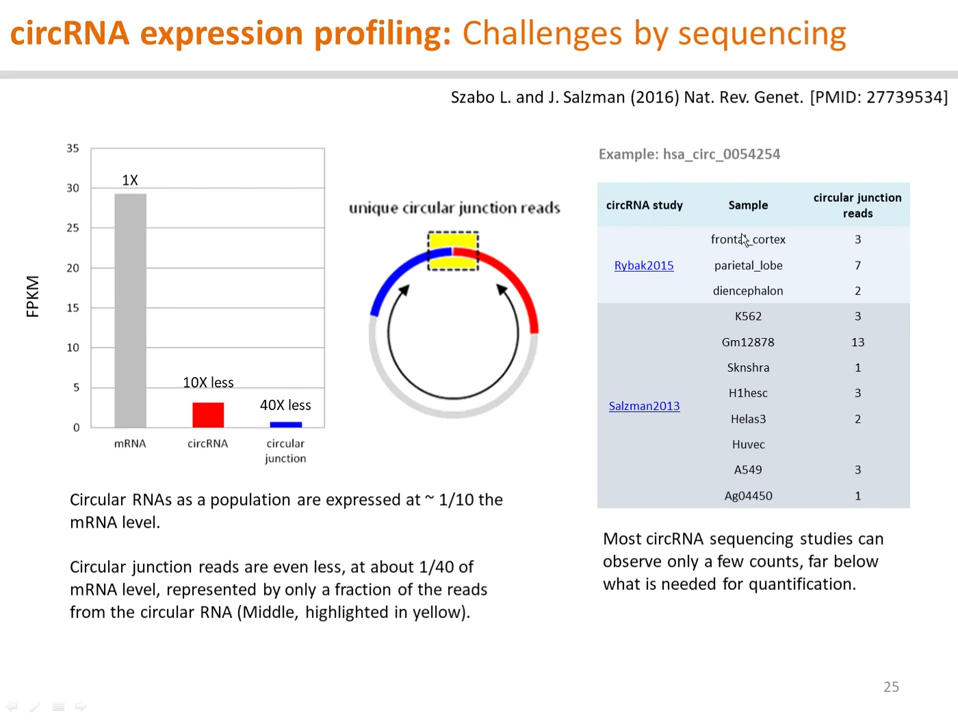 circRNA expression profiling: Challenges by sequencing
Szabo L. and J. Salzman (2016) Nat. Rev. Genet. [PMID: 27739534]
FPKM
35
30
25
20
15
10
5
0
1X
10X less
40X less
mRNA
circRNA
circular
junction
unique circular junction reads
Example: hsa_circ_0054254
circRNA study Sample circular junction
reads
Rybak2015
frontal_cortex 3
parietal_lobe 7
diencephalon 2
Salzman2013
K562 3
Gm12878 13
Sknshra 1
H1hesc 3
Helas3 2
Huvec
A549 3
Ag04450 1
Circular RNAs as a population are expressed at ~ 1/10 the
mRNA level.
Circular junction reads are even less, at about 1/40 of
mRNA level, represented by only a fraction of the reads
from the circular RNA (Middle, highlighted in yellow).
Most circRNA sequencing studies can
observe only a few counts, far below
what is needed for quantification.
25